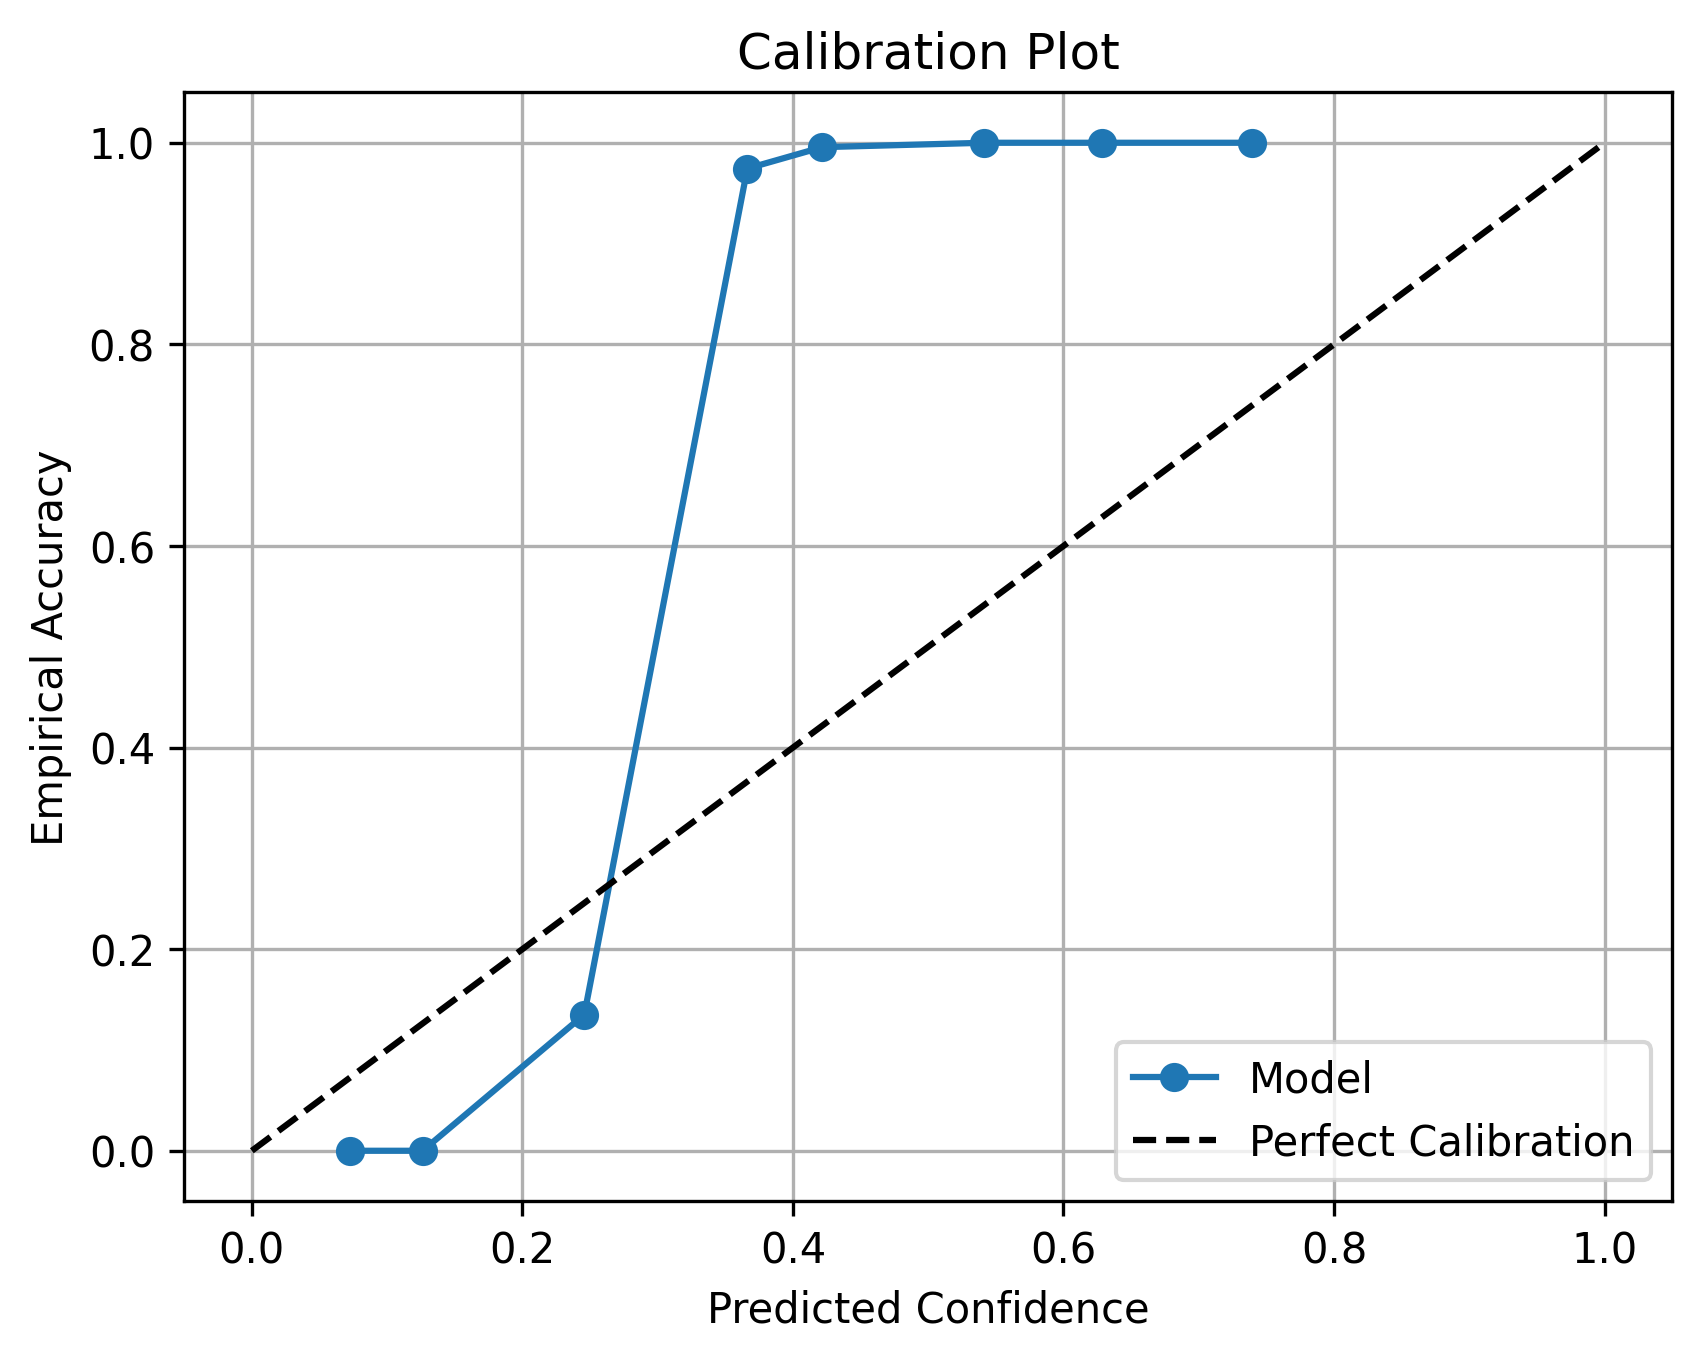 Calibration Plot
1.0
0.8
0.6
0.4
0.2
0.0
Empirical Accuracy
Model
Perfect Calibration
0.0 0.2 0.4 0.6 0.8 1.0
Predicted Confidence